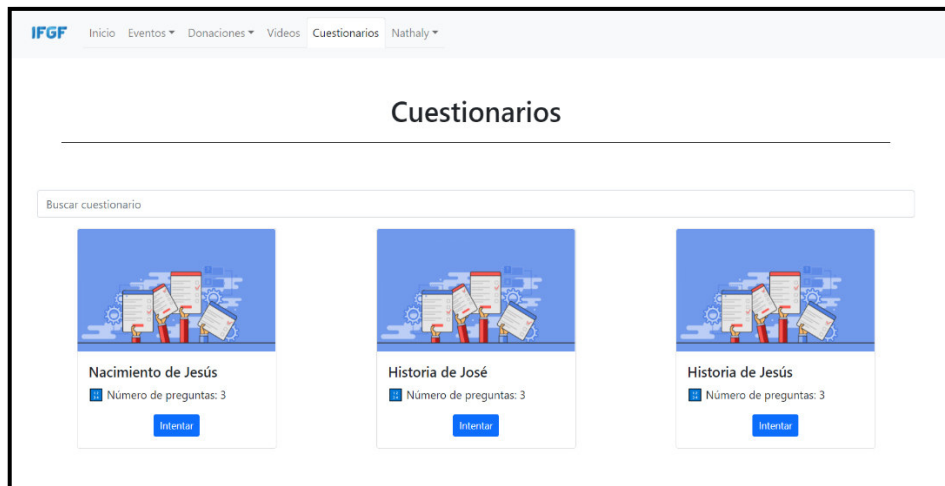 IFGF Inicio Eventos Donaciones Videos Cuestionarios Nathaly
Cuestionarios
Buscar cuestionario
Nacimiento de Jesús
Número de preguntas: 3
Intentar
Historia de José
Número de preguntas: 3
Intentar
Historia de Jesús
Número de preguntas: 3
Intentar